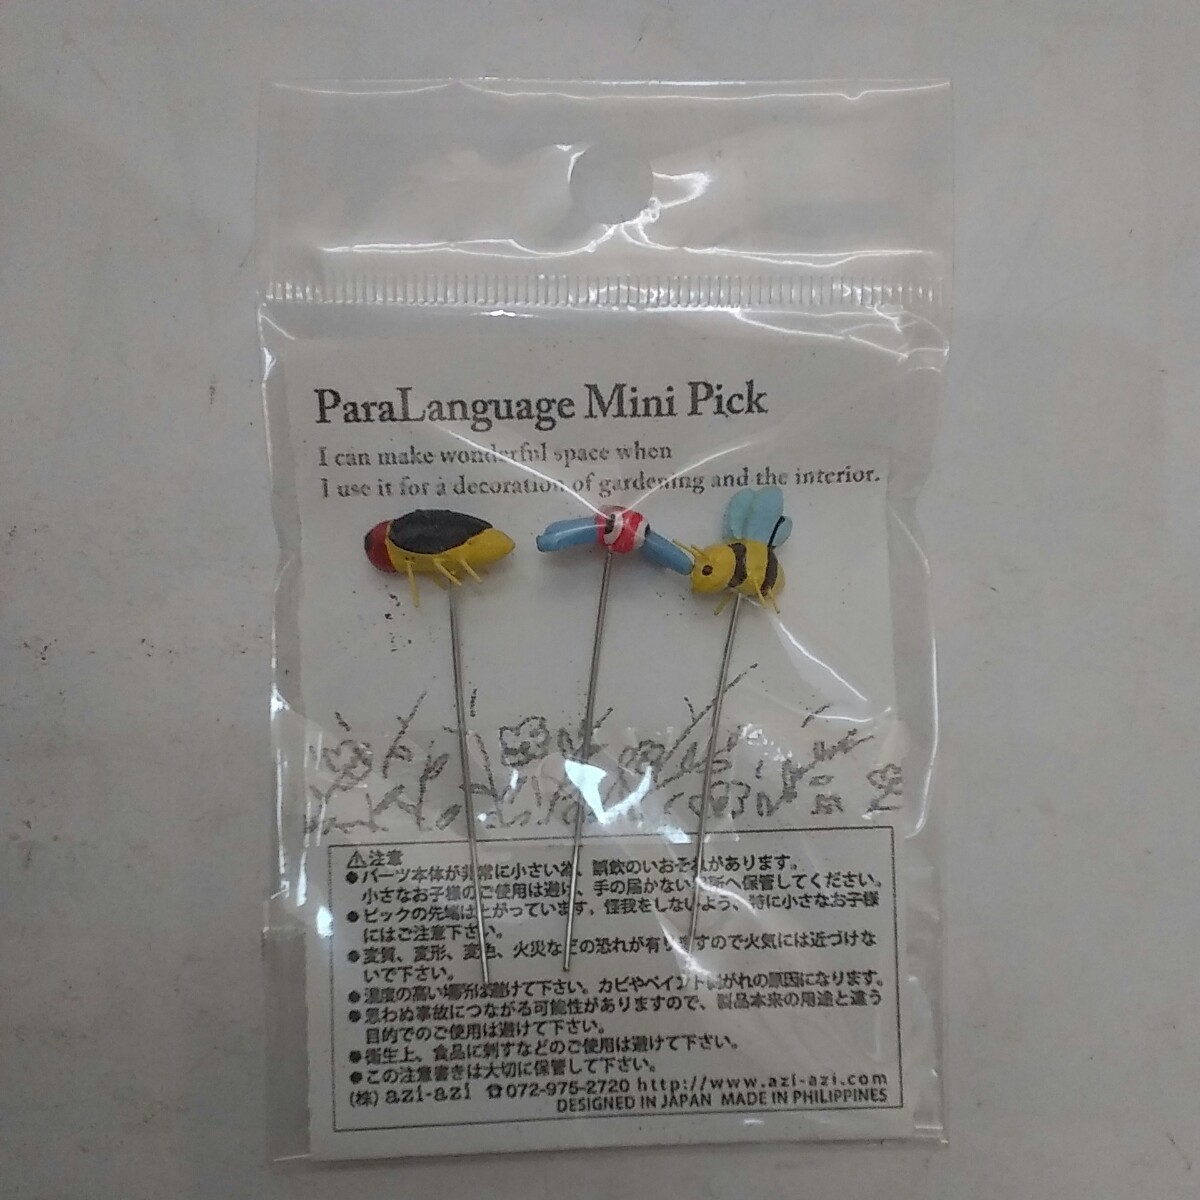 ParaLanguage Mini Pick
I can make wonderful space when
I use it for a decoration of gardening and the interior.
⚠注意
●パーツ本体が非常に小さい為、誤飲のいおそれがあります。
小さなお子様のご使用は避け、手の届かない場所へ保管してください。
●ピックの先端は上がっています。怪我をしないよう、特に小さなお子様
にはご注意下さい。
●変質、変形、変色、火災などの恐れが有りますので火気には近づけな
いで下さい。
●湿度の高い場所は避けて下さい。カビやペイント剥がれの原因になります。
●思わぬ事故につながる可能性がありますので、製品本来の用途と違う
目的でのご使用は避けて下さい。
●衛生上、食品に刺すなどのご使用は避けて下さい。
●この注意書きは大切に保管して下さい。
(株) azi-azi ☎072-975-2720 http://www.azi-azi.com
DESIGNED IN JAPAN MADE IN PHILIPPINES